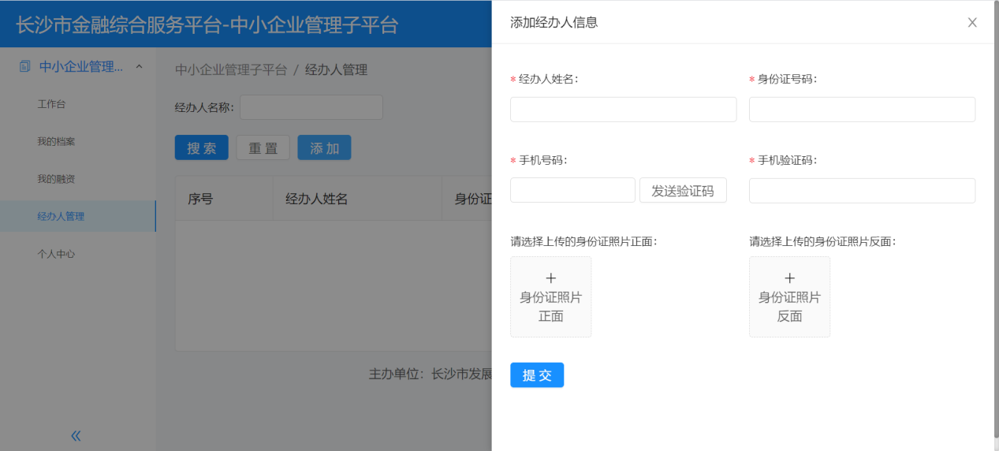 长沙市金融综合服务平台-中小企业管理子平台
中小企业管理...
工作台
我的档案
我的融资
经办人管理
个人中心
中小企业管理子平台 / 经办人管理
经办人名称:
搜 索
重 置
添 加
序号
经办人姓名
身份证
主办单位: 长沙市发展
添加经办人信息
* 经办人姓名:
* 身份证号码:
* 手机号码:
发送验证码
* 手机验证码:
请选择上传的身份证照片正面:
身份证照片
正面
请选择上传的身份证照片反面:
身份证照片
反面
提 交